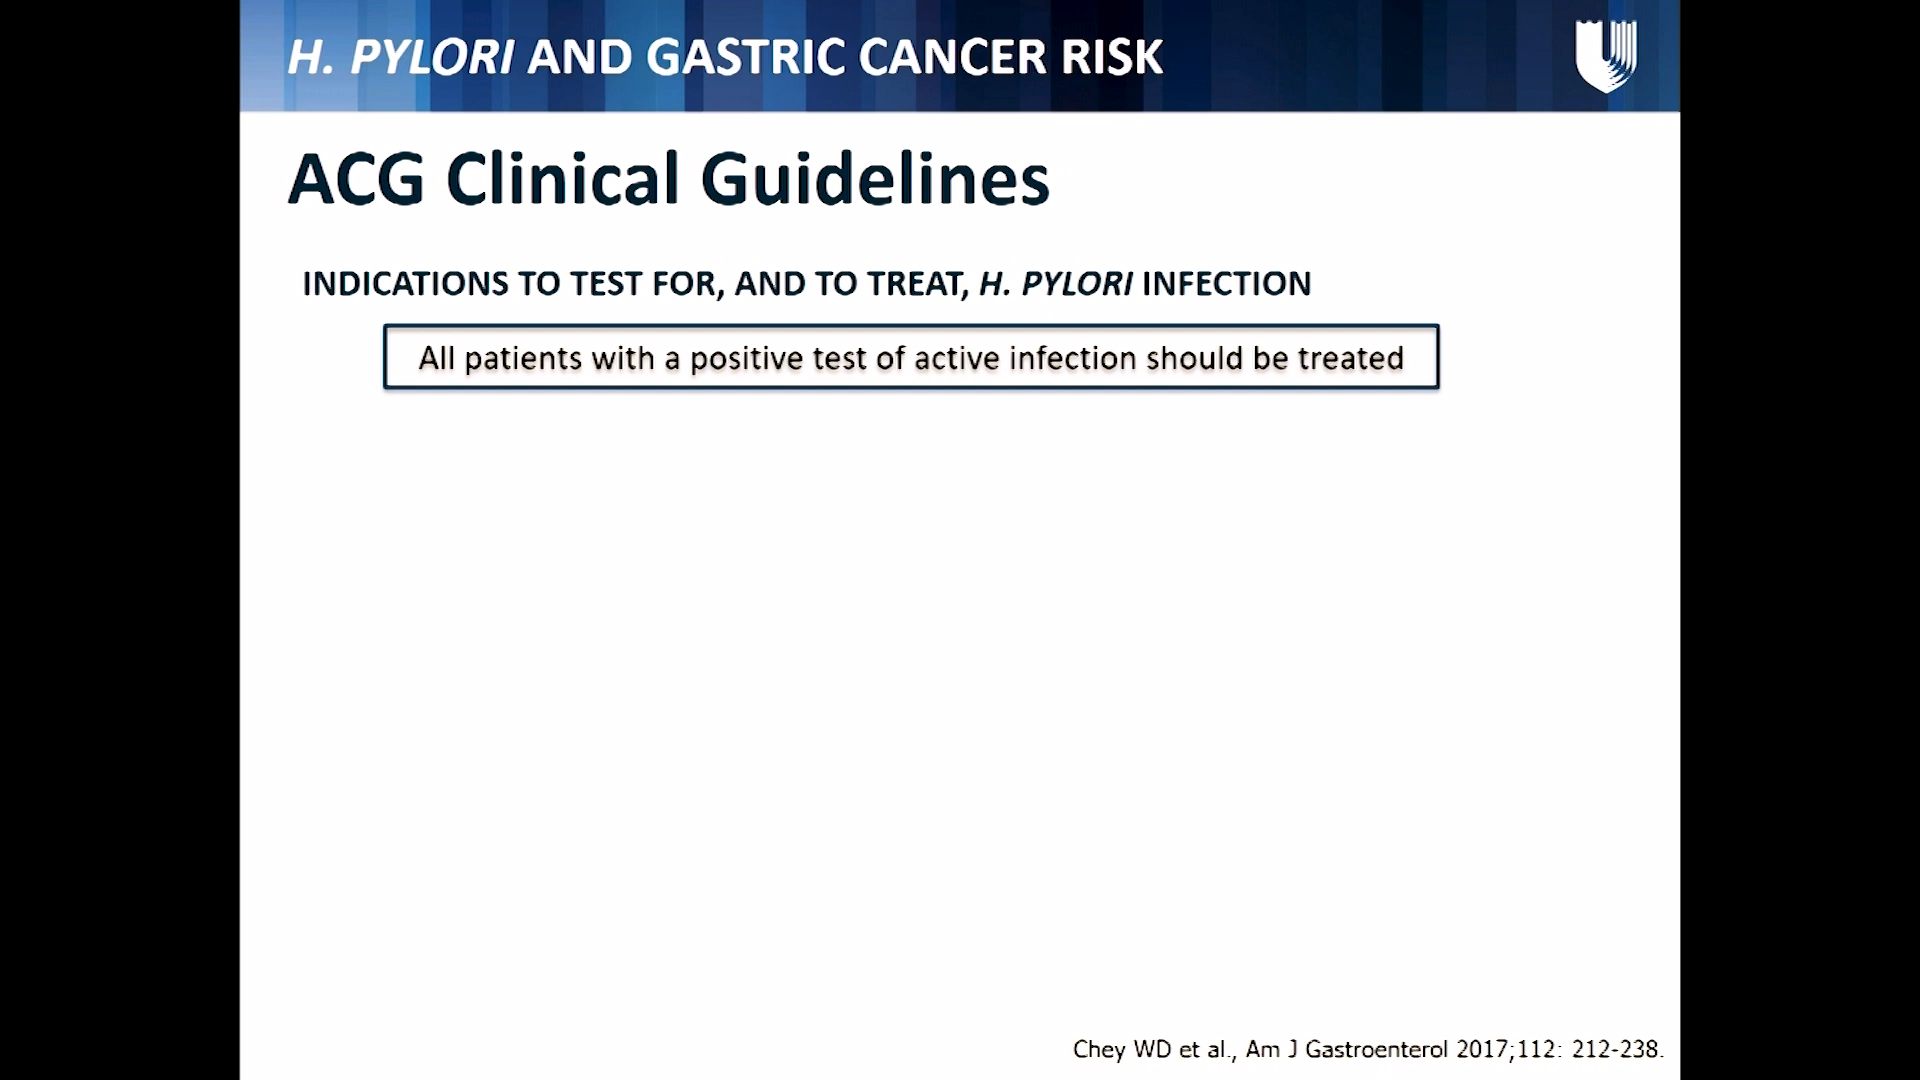 H. PYLORI AND GASTRIC CANCER RISK
ACG Clinical Guidelines
INDICATIONS TO TEST FOR, AND TO TREAT, H. PYLORI INFECTION
All patients with a positive test of active infection should be treated
Chey WD et al., Am J Gastroenterol 2017;112: 212-238.